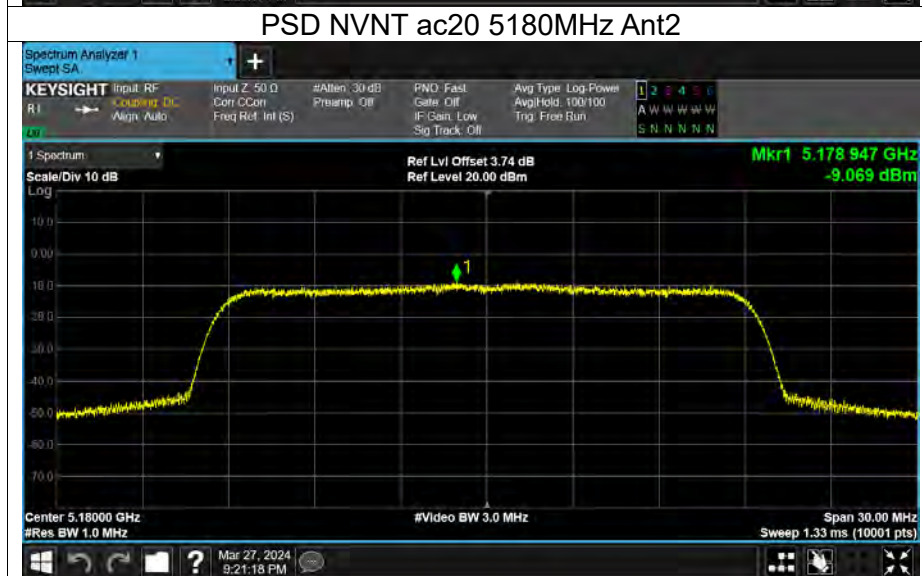 PSD NVNT ac20 5180MHz Ant2
Spectrum Analyzer 1
Swept SA
+
KEYSIGHT Input: RF Input Z: 50 Ω #Atten: 30 dB PNO: Fast Avg Type: Log-Power 1 2 3 4 5 6
Coupling: DC Corr CCorr Preamp: Off Gate: Off Avg|Hold: 100/100 A W W W W W
Align: Auto Freq Ref: Int (S) IF Gain: Low Trig: Free Run
Sig Track: Off S N N N N N
1 Spectrum Ref Lvl Offset 3.74 dB Mkr1 5.178 947 GHz
Scale/Div 10 dB Ref Level 20.00 dBm -9.069 dBm
Log
10.0
0.00
1
-40.0
-50.0
-60.0
-70.0
Center 5.18000 GHz #Video BW 3.0 MHz Span 30.00 MHz
#Res BW 1.0 MHz Sweep 1.33 ms (10001 pts)
? Mar 27, 2024
9:21:18 PM